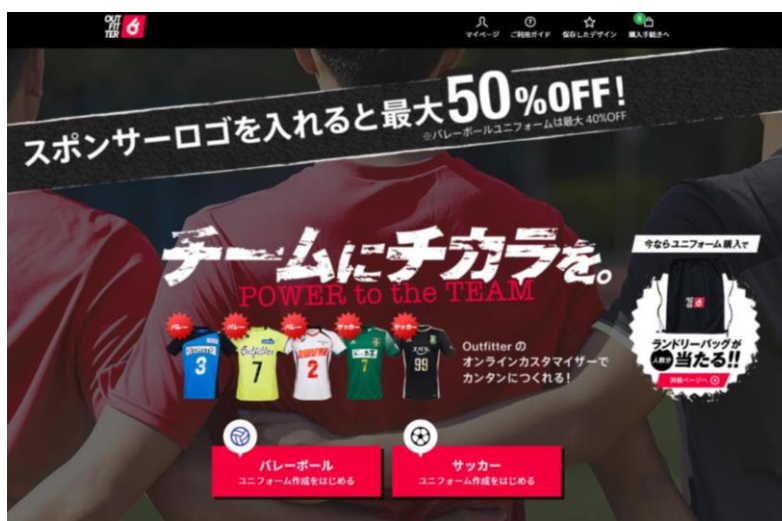 OUT
FIT
TER
マイページ
ご利用ガイド
保存したデザイン
購入手続きへ
スポンサーロゴを入れると最大50%OFF!
※バレーボールユニフォームは最大 40%OFF
チームにチカラを。
POWER to the TEAM
今ならユニフォーム購入で
ランドリーバッグが
人数分 当たる!!
詳細ページへ
バレー
バレー
バレー
サッカー
サッカー
OUTFITTER
3
Outfitter
7
2
7
99
Outfitter の
オンラインカスタマイザーで
カンタンにつくれる!
バレーボール
ユニフォーム作成をはじめる
サッカー
ユニフォーム作成をはじめる